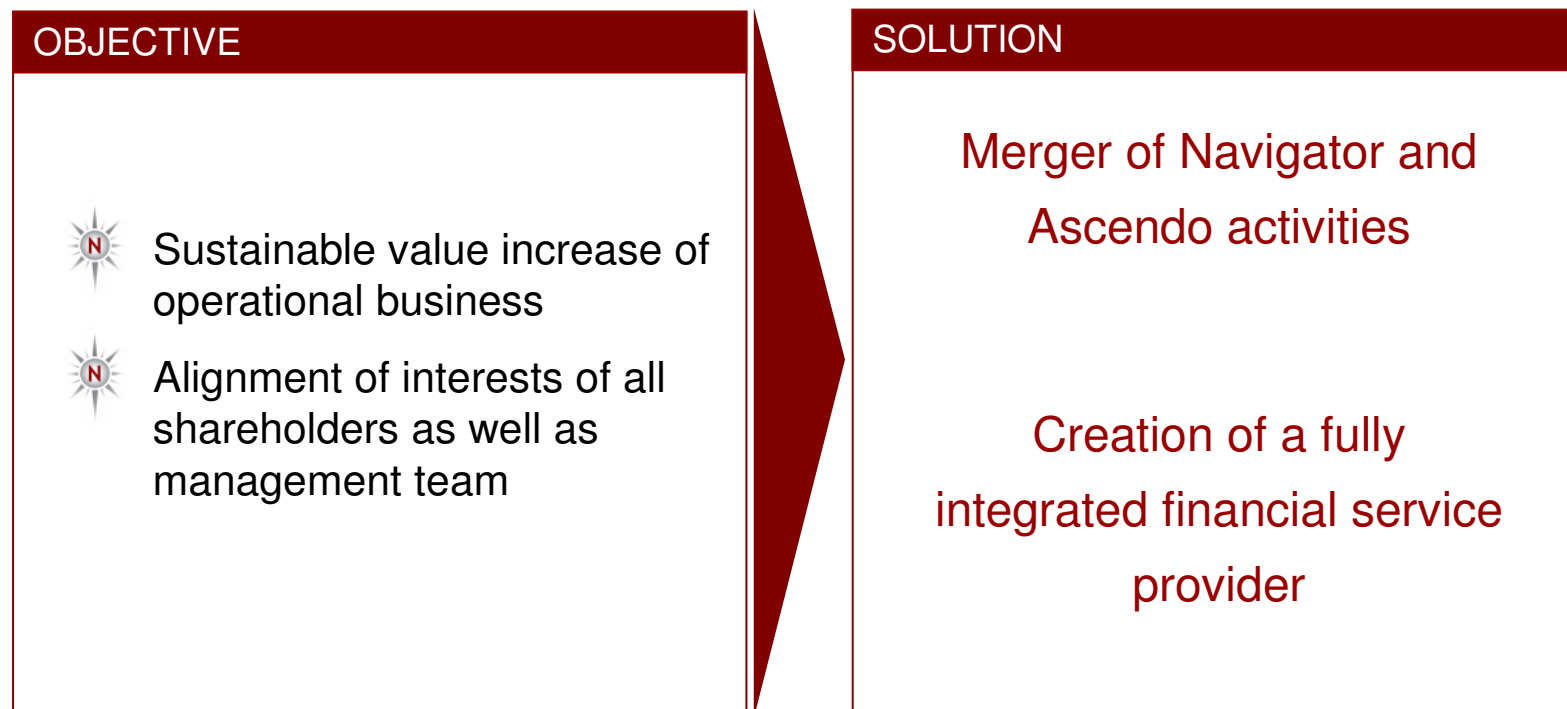 OBJECTIVE
N Sustainable value increase of
operational business
N Alignment of interests of all
shareholders as well as
management team
SOLUTION
Merger of Navigator and
Ascendo activities
Creation of a fully
integrated financial service
provider